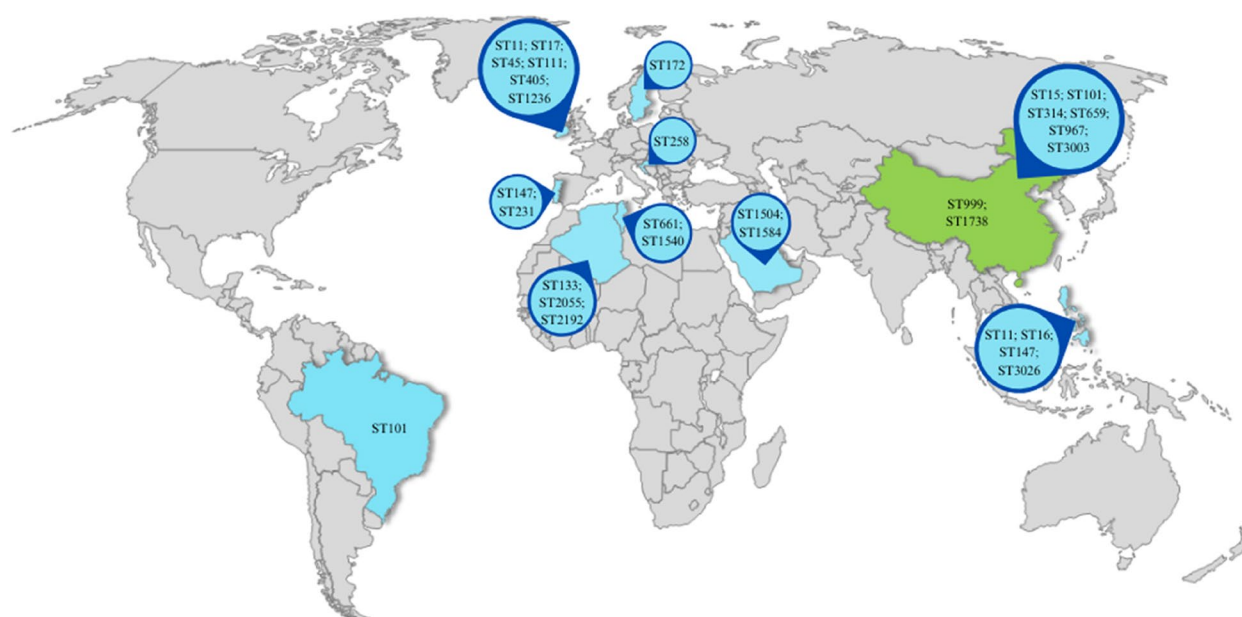 ST11; ST17;
ST45; ST111;
ST405;
ST1236
ST172
ST258
ST15; ST101;
ST314; ST659;
ST967;
ST3003
ST147;
ST231
ST661;
ST1540
ST1504;
ST1584
ST999;
ST1738
ST133;
ST2055;
ST2192
ST11; ST16;
ST147;
ST3026
ST101